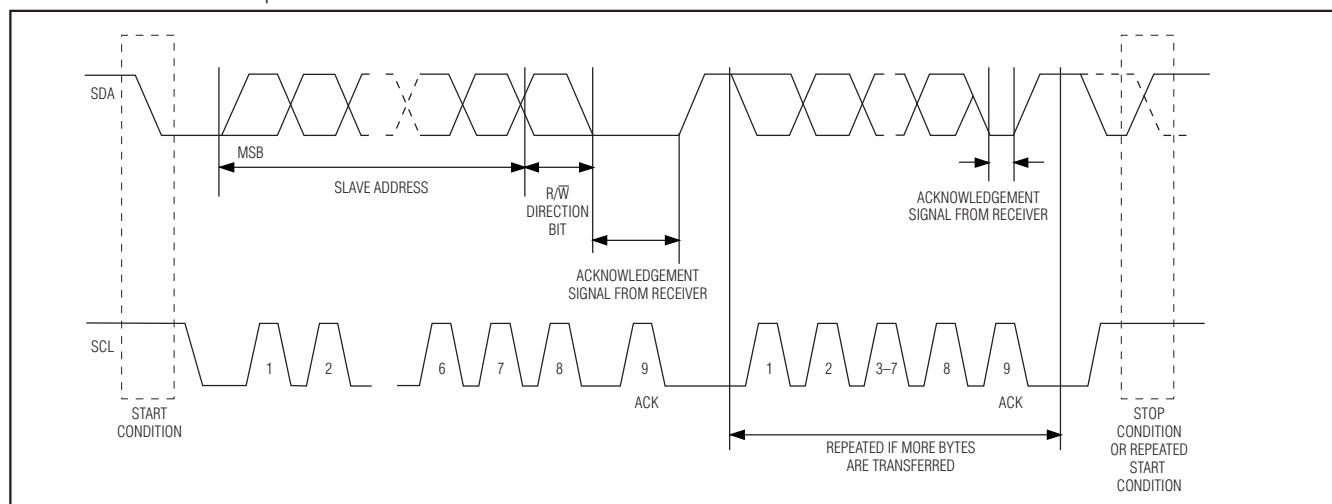 SDA
MSB
SLAVE ADDRESS
R/W̅
DIRECTION
BIT
ACKNOWLEDGEMENT
SIGNAL FROM RECEIVER
ACKNOWLEDGEMENT
SIGNAL FROM RECEIVER
SCL
1 2 6 7 8 9 1 2 3–7 8 9
ACK ACK
START
CONDITION
REPEATED IF MORE BYTES
ARE TRANSFERRED
STOP
CONDITION
OR REPEATED
START
CONDITION